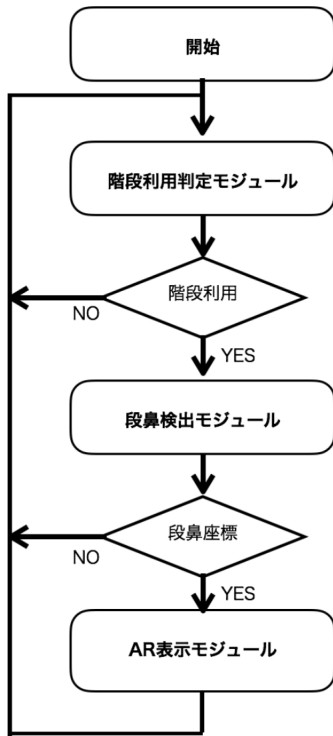 開始
階段利用判定モジュール
階段利用
NO
YES
段鼻検出モジュール
段鼻座標
NO
YES
AR表示モジュール